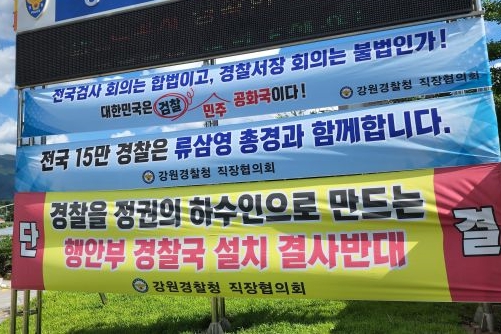 전국검사 회의는 합법이고, 경찰서장 회의는 불법인가!
대한민국은 검찰 민주 공화국이다!
강원경찰청 직장협의회
전국 15만 경찰은 류삼영 총경과 함께합니다.
강원경찰청 직장협의회
단
경찰을 정권의 하수인으로 만드는
행안부 경찰국 설치 결사반대
결
강원경찰청 직장협의회